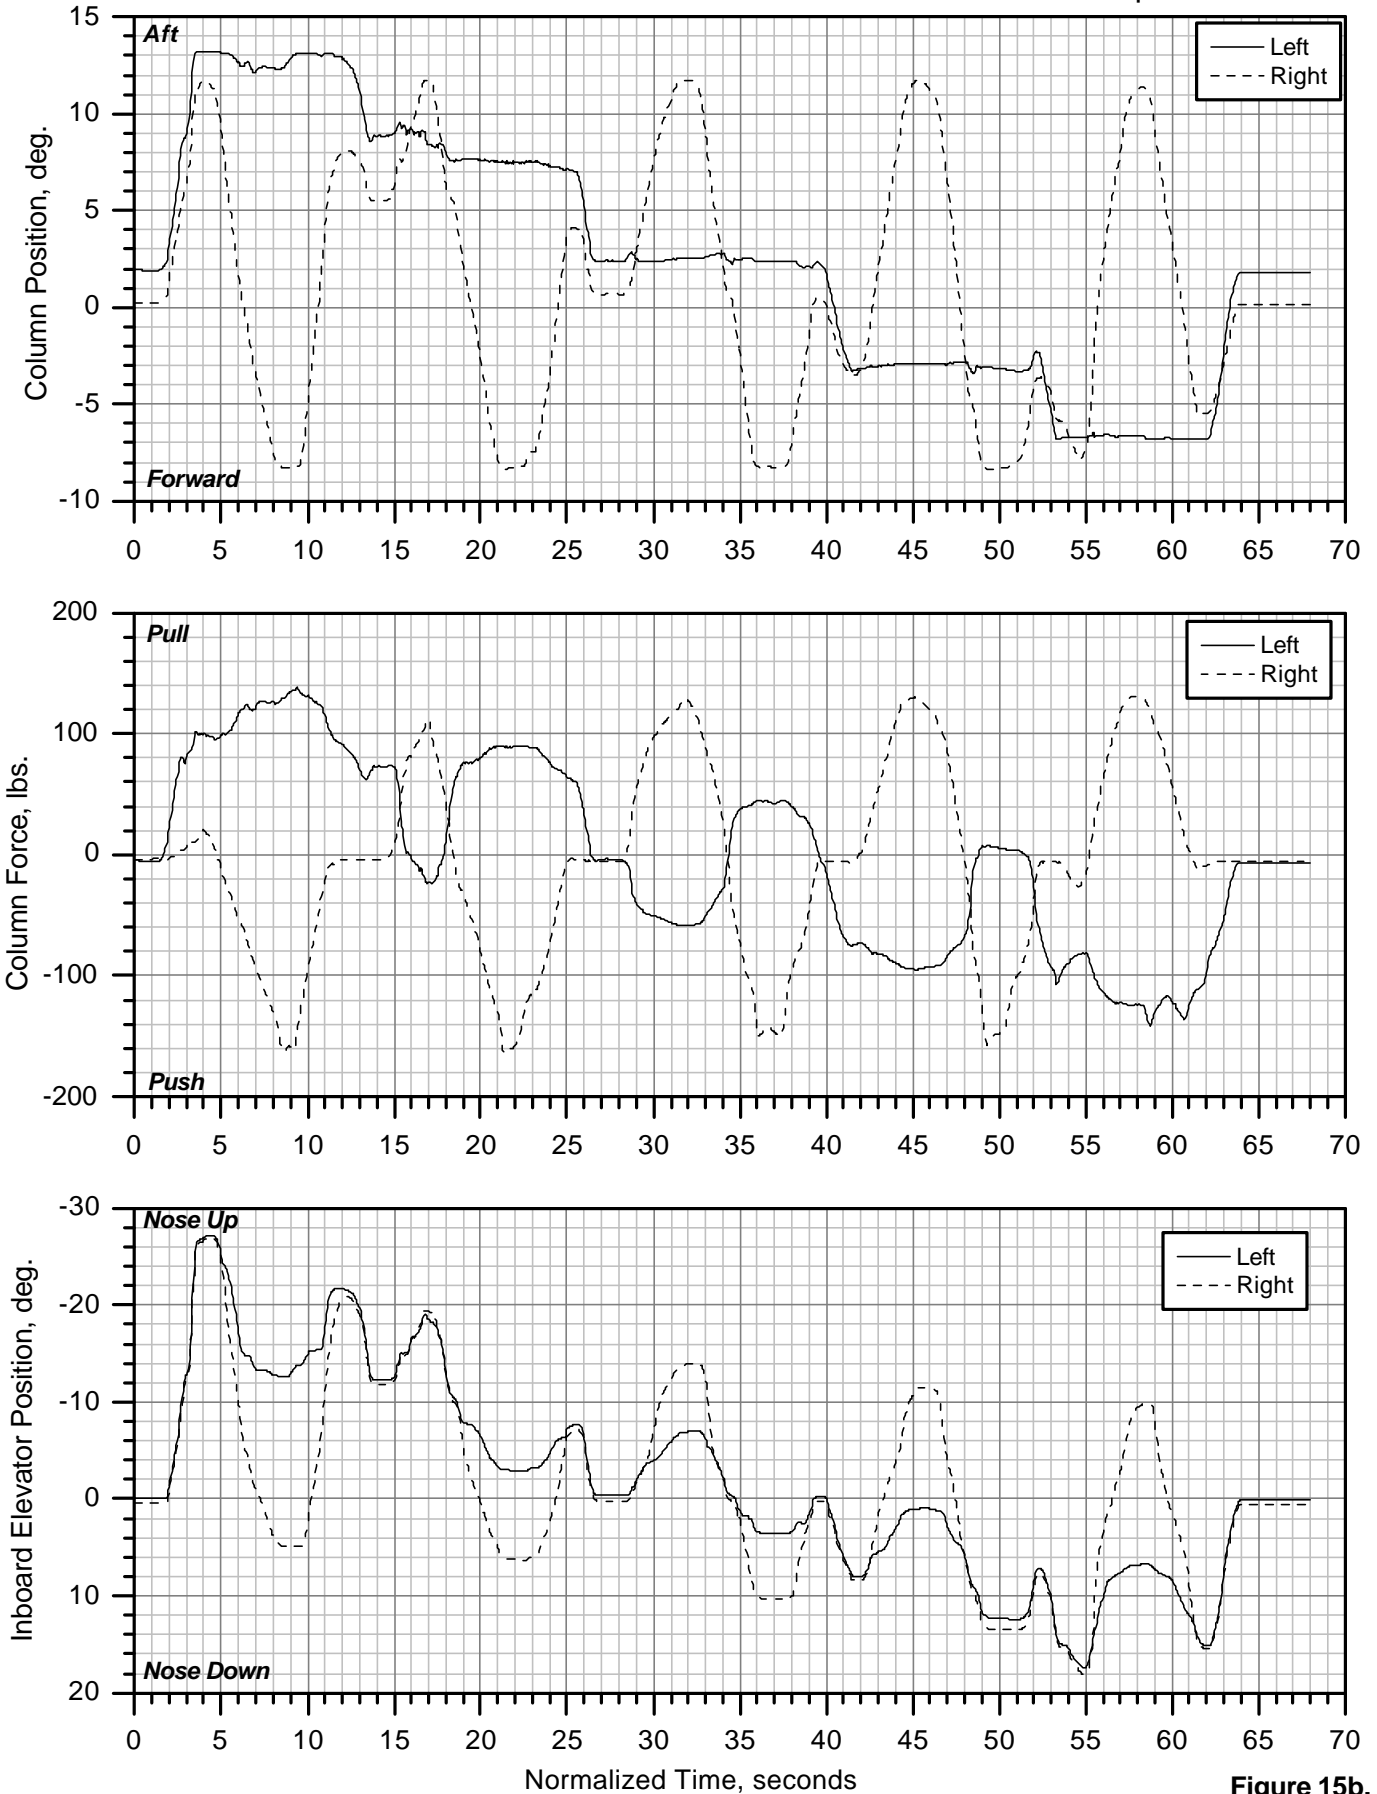 15
Aft
Left
Right
10
5
0
-5
Forward
-10
Column Position, deg.
0 5 10 15 20 25 30 35 40 45 50 55 60 65 70
200
Pull
Left
Right
100
0
-100
Push
-200
Column Force, lbs.
0 5 10 15 20 25 30 35 40 45 50 55 60 65 70
-30
Nose Up
Left
Right
-20
-10
0
10
Nose Down
20
Inboard Elevator Position, deg.
0 5 10 15 20 25 30 35 40 45 50 55 60 65 70
Normalized Time, seconds
Figure 15b.